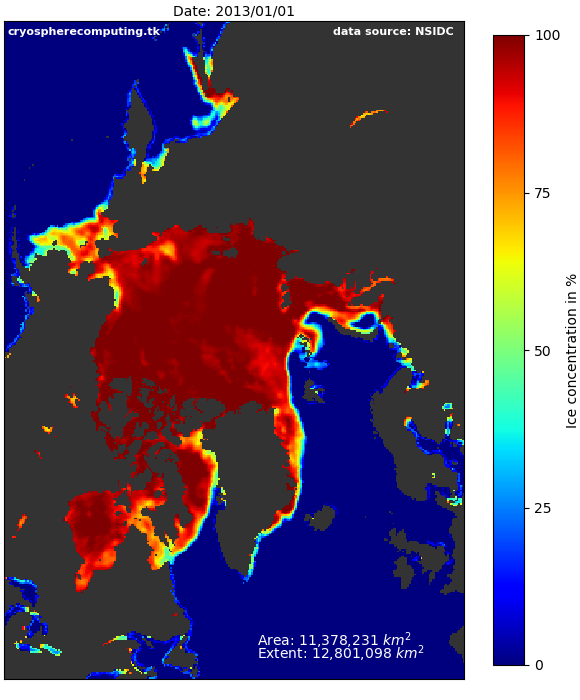 Date: 2013/01/01
cryospherecomputing.tk data source: NSIDC
100
75
50
25
0
Ice concentration in %
Area: 11,378,231 km²
Extent: 12,801,098 km²